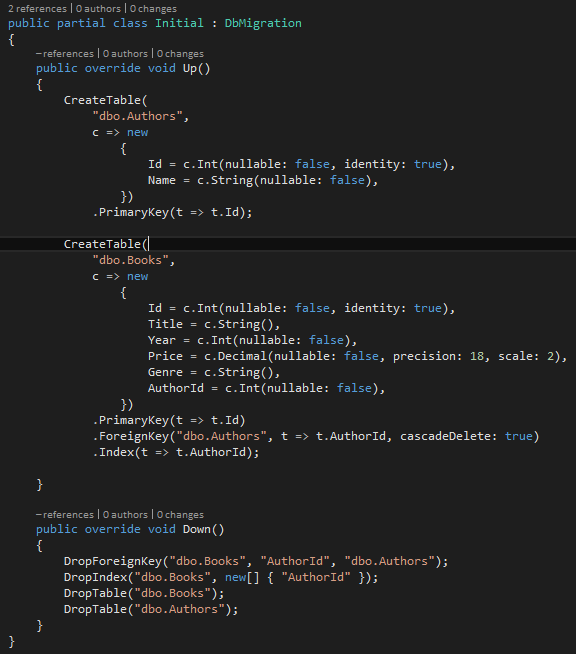 2 references | 0 authors | 0 changes
public partial class Initial : DbMigration
{
–references | 0 authors | 0 changes
public override void Up()
{
CreateTable(
"dbo.Authors",
c => new
{
Id = c.Int(nullable: false, identity: true),
Name = c.String(nullable: false),
})
.PrimaryKey(t => t.Id);
CreateTable(
"dbo.Books",
c => new
{
Id = c.Int(nullable: false, identity: true),
Title = c.String(),
Year = c.Int(nullable: false),
Price = c.Decimal(nullable: false, precision: 18, scale: 2),
Genre = c.String(),
AuthorId = c.Int(nullable: false),
})
.PrimaryKey(t => t.Id)
.ForeignKey("dbo.Authors", t => t.AuthorId, cascadeDelete: true)
.Index(t => t.AuthorId);
}
–references | 0 authors | 0 changes
public override void Down()
{
DropForeignKey("dbo.Books", "AuthorId", "dbo.Authors");
DropIndex("dbo.Books", new[] { "AuthorId" });
DropTable("dbo.Books");
DropTable("dbo.Authors");
}
}